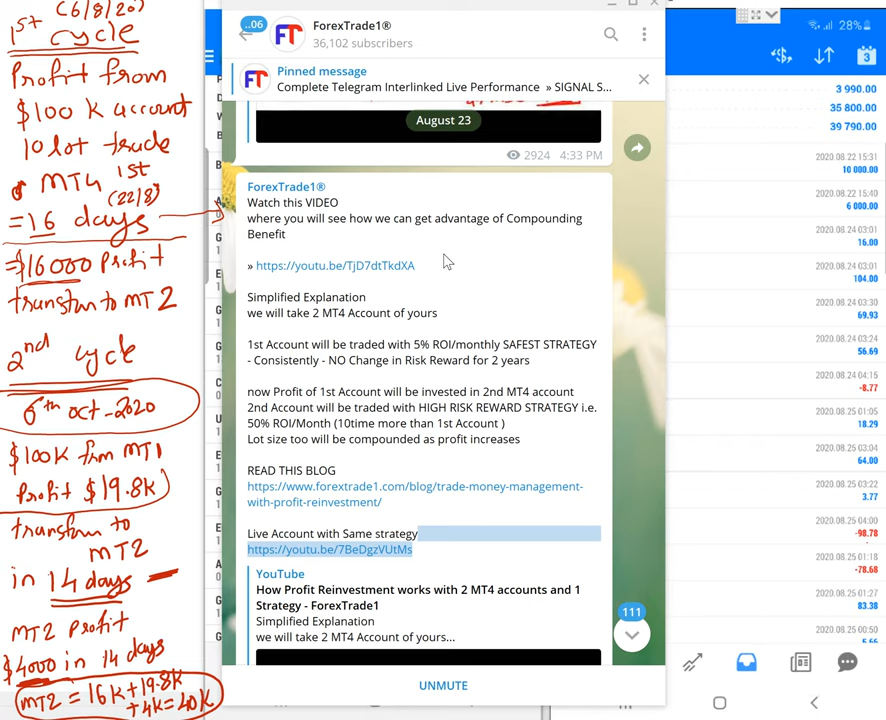 (6/8/20)
1st cycle
Profit from
$100 K account
10 lot trade
MT4 1st
(22/8)
=16 days
=$16000 Profit
transfer to MT2
2nd cycle
6th oct-2020
$100K from MT1
Profit $19.8K
transfer to
MT2
in 14 days
MT2 Profit
$4000 in 14 days
MT2 = 16K+19.8K
+4K=40K
..06
FT
ForexTrade1®
36,102 subscribers
FT
Pinned message
Complete Telegram Interlinked Live Performance » SIGNAL S...
August 23
2924 4:33 PM
ForexTrade1®
Watch this VIDEO
where you will see how we can get advantage of Compounding
Benefit
» https://youtu.be/TjD7dtTkdXA
Simplified Explanation
we will take 2 MT4 Account of yours
1st Account will be traded with 5% ROI/monthly SAFEST STRATEGY
- Consistently - NO Change in Risk Reward for 2 years
now Profit of 1st Account will be invested in 2nd MT4 account
2nd Account will be traded with HIGH RISK REWARD STRATEGY i.e.
50% ROI/Month (10time more than 1st Account )
Lot size too will be compounded as profit increases
READ THIS BLOG
https://www.forextrade1.com/blog/trade-money-management-
with-profit-reinvestment/
Live Account with Same strategy
https://youtu.be/7BeDgzVUtMs
YouTube
How Profit Reinvestment works with 2 MT4 accounts and 1
Strategy - ForexTrade1
Simplified Explanation
we will take 2 MT4 Account of yours...
111
UNMUTE
28%
3
3 990.00
35 800.00
39 790.00
2020.08.22 15:31
10 000.00
2020.08.22 15:40
6 000.00
2020.08.24 03:01
16.00
2020.08.24 03:01
104.00
2020.08.24 03:30
69.93
2020.08.24 03:24
56.69
2020.08.24 04:15
-8.77
2020.08.25 01:05
18.29
2020.08.25 03:04
64.00
2020.08.25 03:22
3.77
2020.08.25 04:00
-98.78
2020.08.25 01:28
-78.68
2020.08.25 01:27
83.38
2020.08.25 00:50